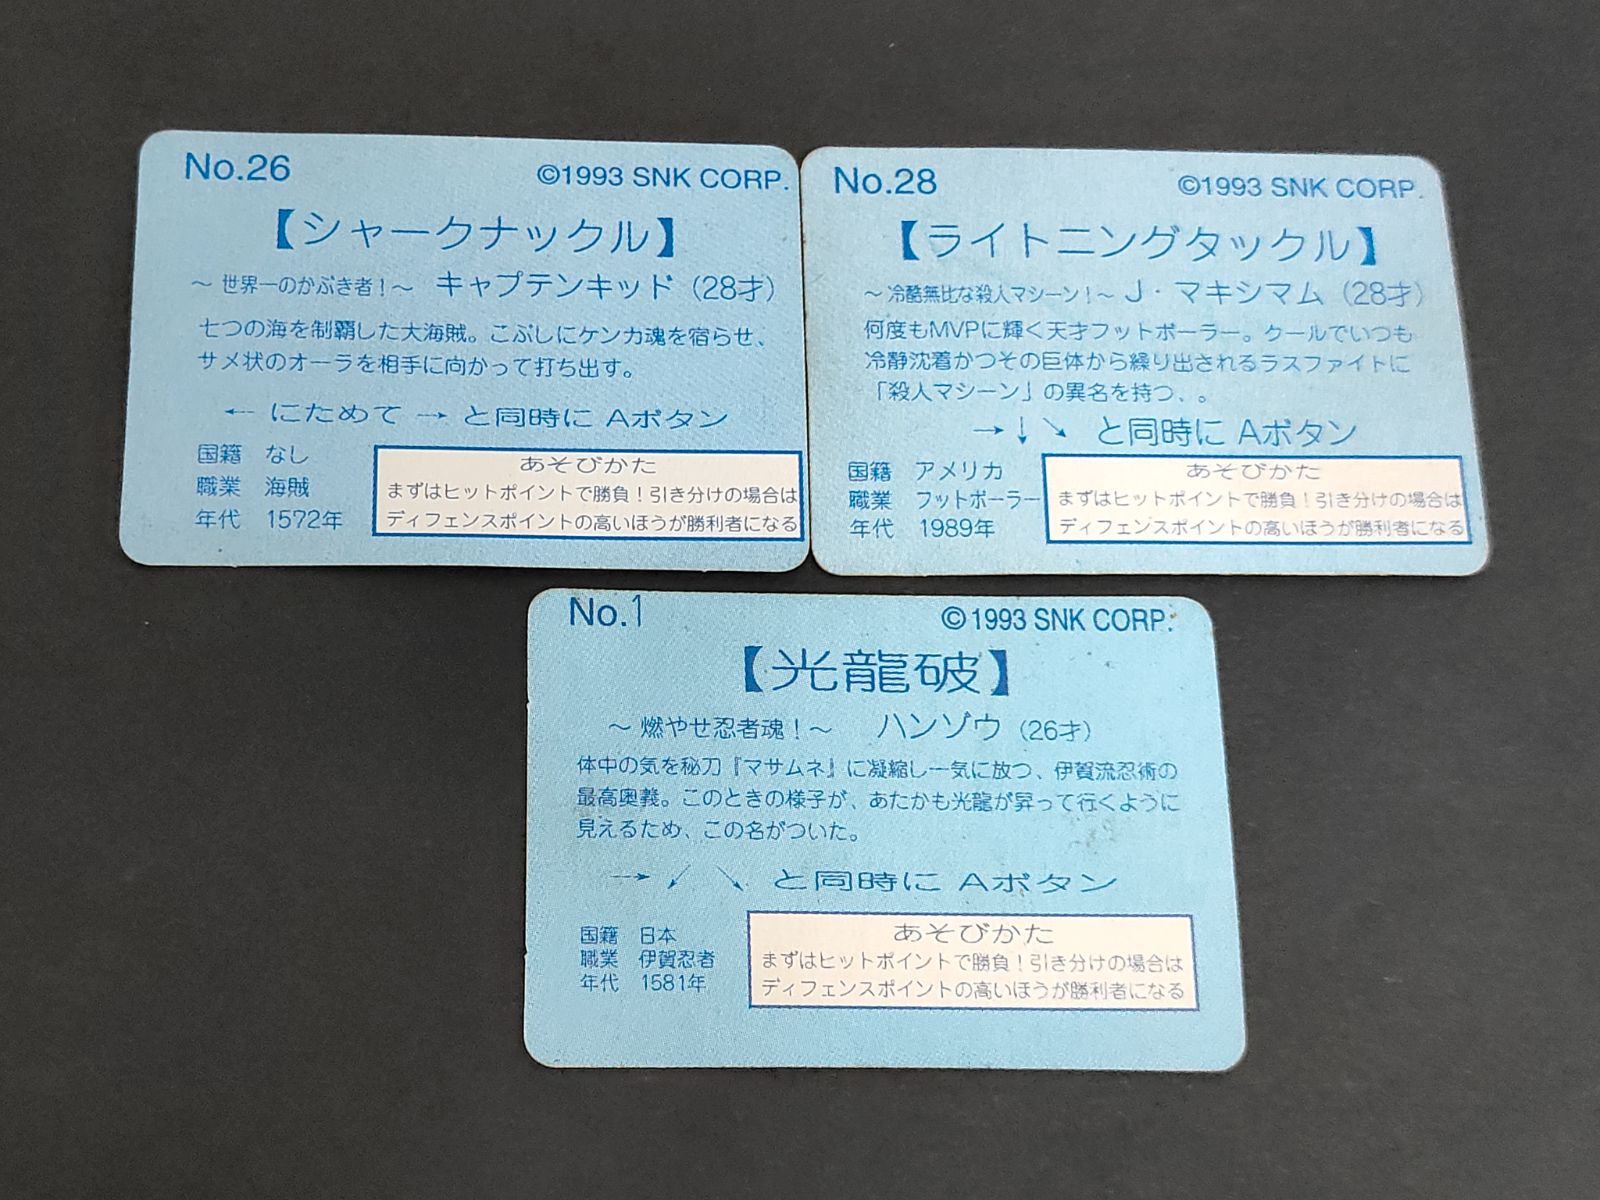 No.26
©1993 SNK CORP.
【シャークナックル】
～世界一のかぶき者！～ キャプテンキッド（28才）
七つの海を制覇した大海賊。こぶしにケンカ魂を宿らせ、
サメ状のオーラを相手に向かって打ち出す。
← にためて → と同時に Aボタン
国籍 なし
職業 海賊
年代 1572年
あそびかた
まずはヒットポイントで勝負！引き分けの場合は
ディフェンスポイントの高いほうが勝利者になる
No.28
©1993 SNK CORP.
【ライトニングタックル】
～冷酷無比な殺人マシーン！～ J・マキシマム（28才）
何度もMVPに輝く天才フットボーラー。クールでいつも
冷静沈着かつその巨体から繰り出されるラスファイトに
「殺人マシーン」の異名を持つ、。
→ ↓ ↘ と同時に Aボタン
国籍 アメリカ
職業 フットボーラー
年代 1989年
あそびかた
まずはヒットポイントで勝負！引き分けの場合は
ディフェンスポイントの高いほうが勝利者になる
No.1
©1993 SNK CORP.
【光龍破】
～燃やせ忍者魂！～ ハンゾウ（26才）
体中の気を秘刀『マサムネ』に凝縮し一気に放つ、伊賀流忍術の
最高奥義。このときの様子が、あたかも光龍が昇って行くように
見えるため、この名がついた。
→ ↙ ↘ と同時に Aボタン
国籍 日本
職業 伊賀忍者
年代 1581年
あそびかた
まずはヒットポイントで勝負！引き分けの場合は
ディフェンスポイントの高いほうが勝利者になる